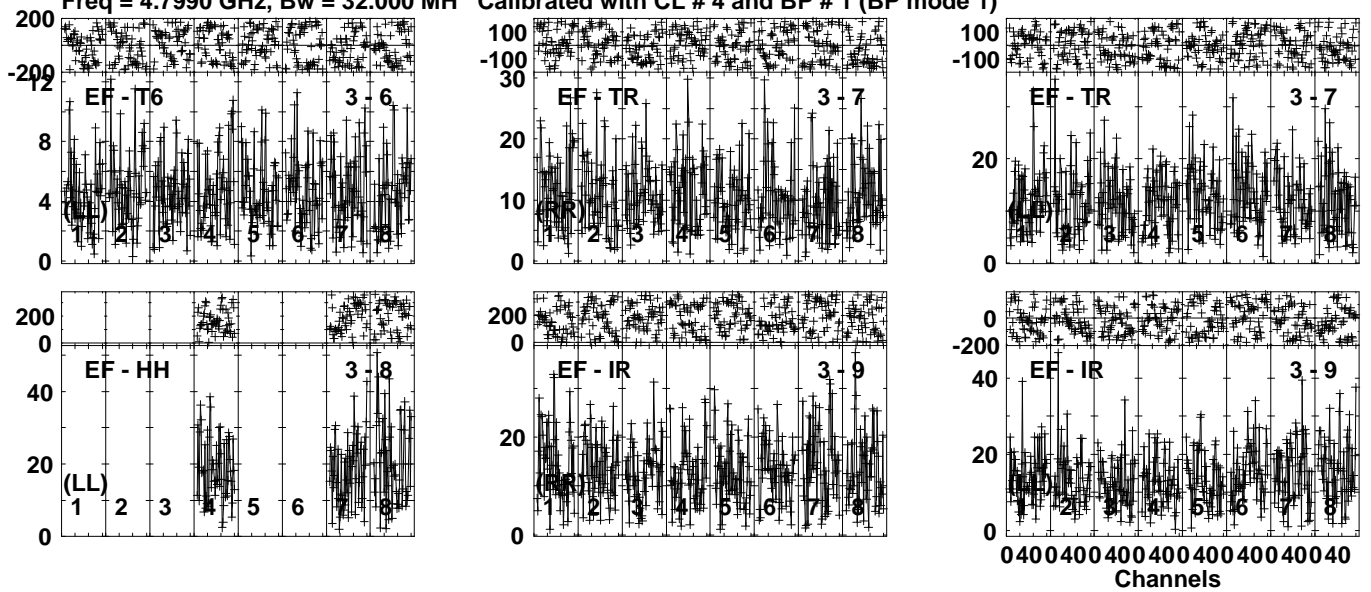 Freq = 4.7990 GHz, Bw = 32.000 MH Calibrated with CL # 4 and BP # 1 (BP mode 1)
200
-200
12
8
4
0
EF - T6
3 - 6
(LL)
1 2 3 4 5 6 7 8
100
-100
30
20
10
0
EF - TR
3 - 7
(RR)
1 2 3 4 5 6 7 8
100
-100
20
0
EF - TR
3 - 7
(LL)
1 2 3 4 5 6 7 8
200
0
40
20
0
EF - HH
3 - 8
(LL)
1 2 3 4 5 6 7 8
200
0
20
0
EF - IR
3 - 9
(RR)
1 2 3 4 5 6 7 8
0
-200
40
20
0
EF - IR
3 - 9
(LL)
1 2 3 4 5 6 7 8
0 40 0 40 0 40 0 40 0 40 0 40 0 40 0 40
Channels